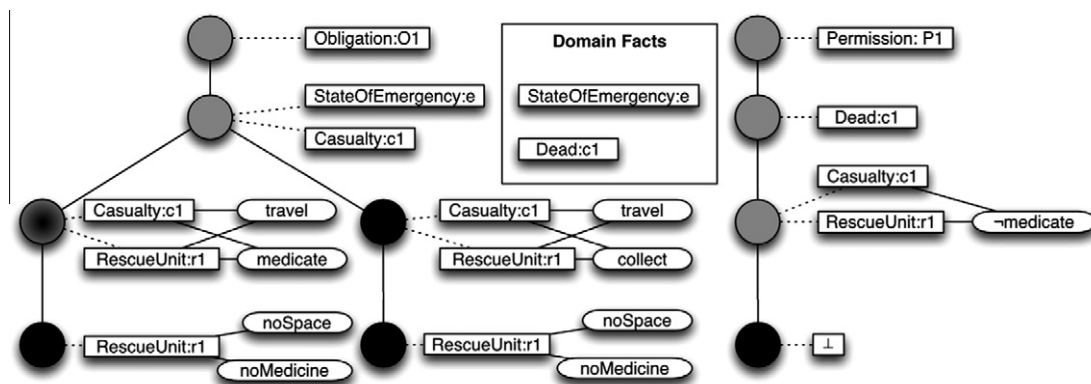 Obligation:O1
StateOfEmergency:e
Casualty:c1
Casualty:c1
travel
RescueUnit:r1
medicate
RescueUnit:r1
noSpace
noMedicine
Casualty:c1
travel
RescueUnit:r1
collect
RescueUnit:r1
noSpace
noMedicine
Domain Facts
StateOfEmergency:e
Dead:c1
Permission: P1
Dead:c1
Casualty:c1
RescueUnit:r1
¬medicate
⊥